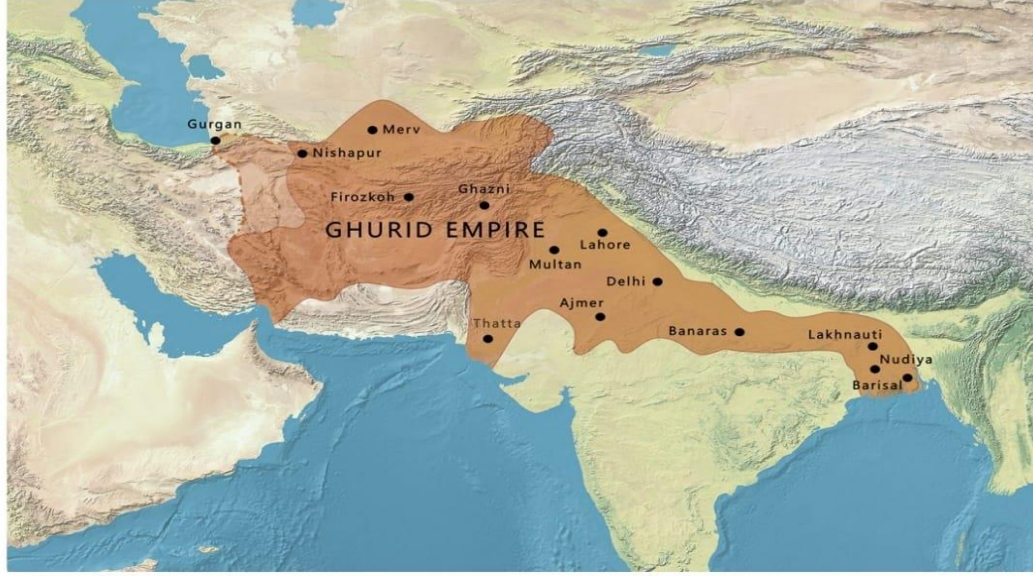 Gurgan
Merv
Nishapur
Firozkoh
Ghazni
GHURID EMPIRE
Lahore
Multan
Delhi
Ajmer
Thatta
Banaras
Lakhnauti
Nudiya
Barisal